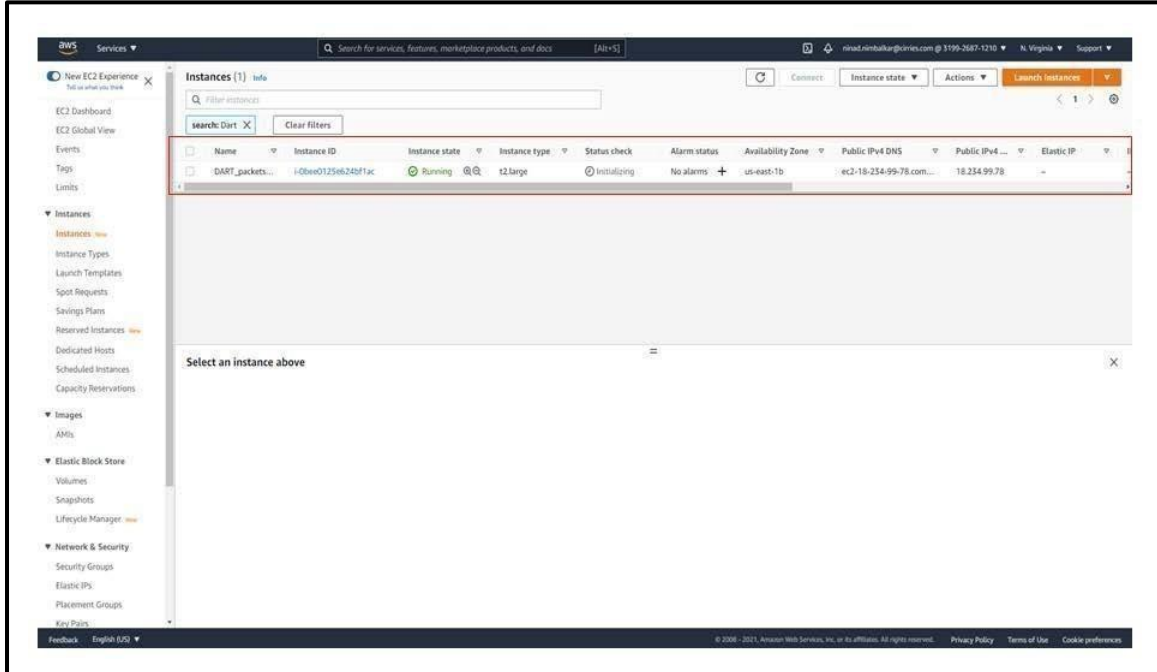 aws Services ▼ Search for services, features, marketplace products, and docs [Alt+S] ninad.nimbalkar@cirries.com @ 3199-2687-1210 ▼ N. Virginia ▼ Support ▼
New EC2 Experience
Tell us what you think
EC2 Dashboard
EC2 Global View
Events
Tags
Limits
▼ Instances
Instances New
Instance Types
Launch Templates
Spot Requests
Savings Plans
Reserved Instances New
Dedicated Hosts
Scheduled Instances
Capacity Reservations
▼ Images
AMIs
▼ Elastic Block Store
Volumes
Snapshots
Lifecycle Manager New
▼ Network & Security
Security Groups
Elastic IPs
Placement Groups
Key Pairs
Instances (1) Info Connect Instance state ▼ Actions ▼ Launch instances ▼
Filter instances < 1 >
search: Dart X Clear filters
Name Instance ID Instance state Instance type Status check Alarm status Availability Zone Public IPv4 DNS Public IPv4 ... Elastic IP
DART_packets... i-0bee0125e624bf1ac Running t2.large Initializing No alarms + us-east-1b ec2-18-234-99-78.com... 18.234.99.78 –
Select an instance above
Feedback English (US) ▼ © 2008 - 2021, Amazon Web Services, Inc. or its affiliates. All rights reserved. Privacy Policy Terms of Use Cookie preferences